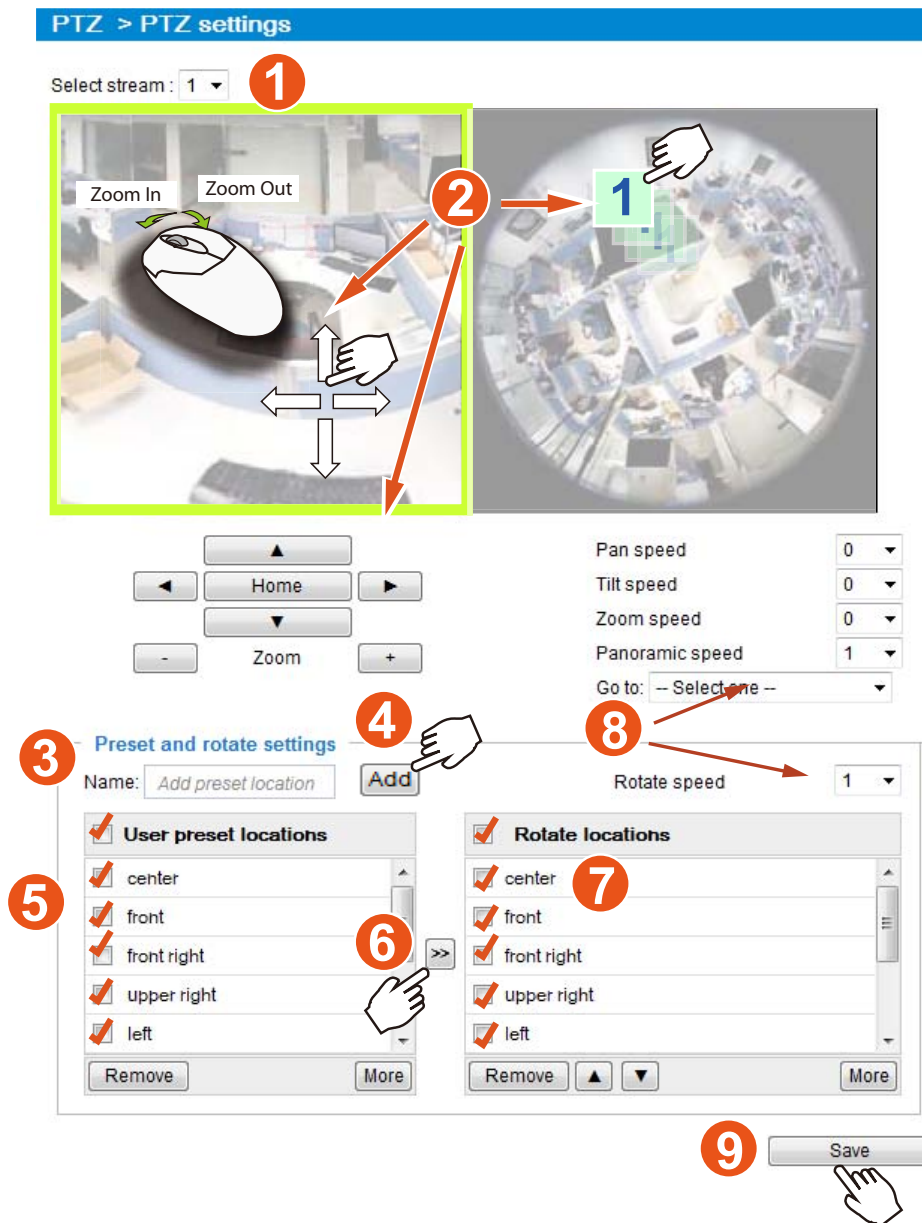 PTZ > PTZ settings
Select stream : 1
1
Zoom In
Zoom Out
2
1
Pan speed 0
Home
Tilt speed 0
Zoom speed 0
- Zoom +
Panoramic speed 1
Go to: -- Select one --
4
8
3
Preset and rotate settings
Name: Add preset location Add
Rotate speed 1
User preset locations
Rotate locations
5
center
front
front right
upper right
left
6
>>
7
center
front
front right
upper right
left
Remove More
Remove More
9
Save